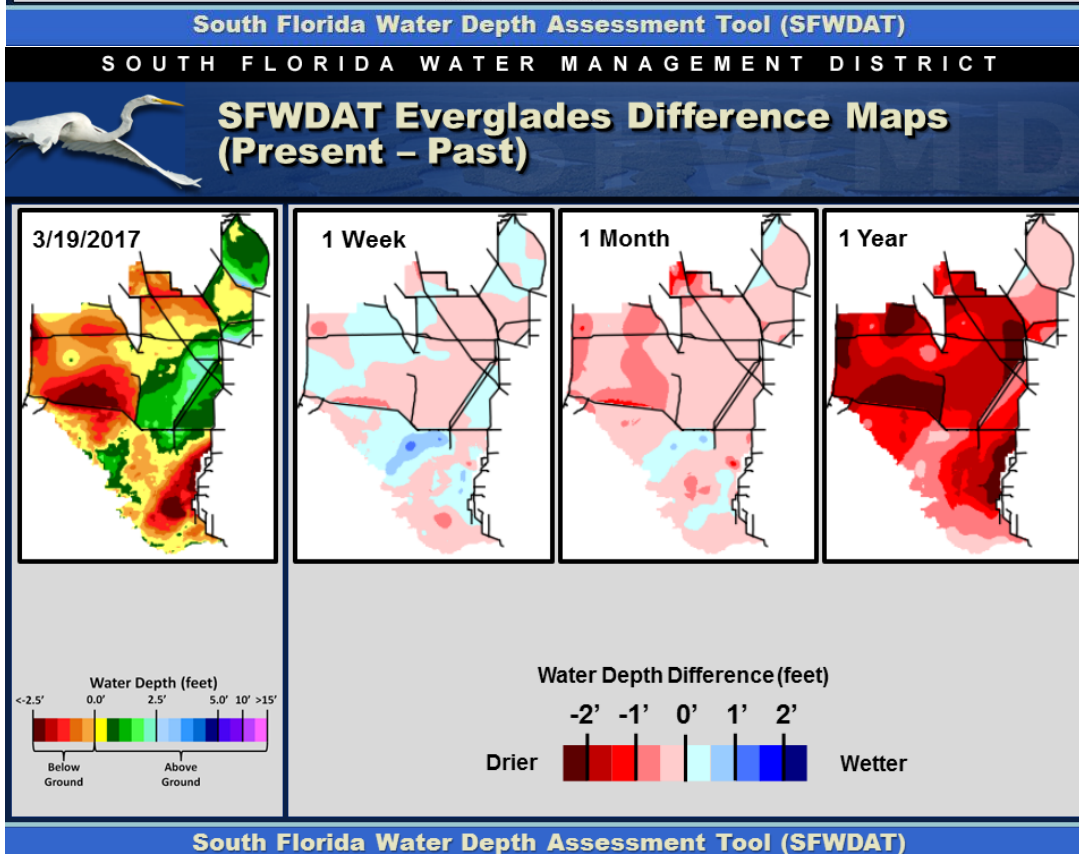 South Florida Water Depth Assessment Tool (SFWDAT)
SOUTH FLORIDA WATER MANAGEMENT DISTRICT
SFWDAT Everglades Difference Maps
(Present – Past)
SFWMD
3/19/2017
1 Week
1 Month
1 Year
Water Depth (feet)
<-2.5' 0.0' 2.5' 5.0' 10' >15'
Below
Ground
Above
Ground
Water Depth Difference (feet)
-2' -1' 0' 1' 2'
Drier
Wetter
South Florida Water Depth Assessment Tool (SFWDAT)